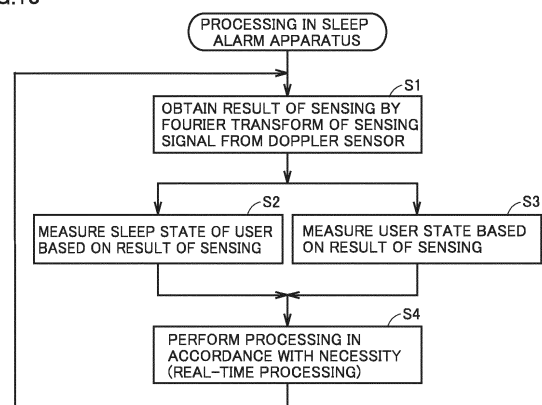 PROCESSING IN SLEEP
ALARM APPARATUS
S1
OBTAIN RESULT OF SENSING BY
FOURIER TRANSFORM OF SENSING
SIGNAL FROM DOPPLER SENSOR
S2
MEASURE SLEEP STATE OF USER
BASED ON RESULT OF SENSING
S3
MEASURE USER STATE BASED
ON RESULT OF SENSING
S4
PERFORM PROCESSING IN
ACCORDANCE WITH NECESSITY
(REAL-TIME PROCESSING)